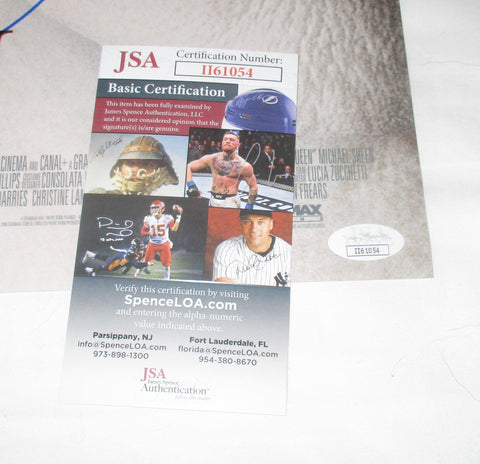 JSA
Certification Number:
II61054
Basic Certification
This item has been fully examined by
James Spence Authentication, LLC
and it is our considered opinion that the
signature(s) is/are genuine.
CINEMA AND CANAL+
CONSOLATA
HARRIES CHRISTINE LAN
QUEEN" MICHAEL SHEEN
LUCIA ZUCCHETTI
FREARS
II61054
15
Verify this certification by visiting
SpenceLOA.com
and entering the alpha-numeric
value indicated above.
Parsippany, NJ
info@SpenceLOA.com
973-898-1300
Fort Lauderdale, FL
florida@SpenceLOA.com
954-380-8670
JSA
James Spence
Authentication